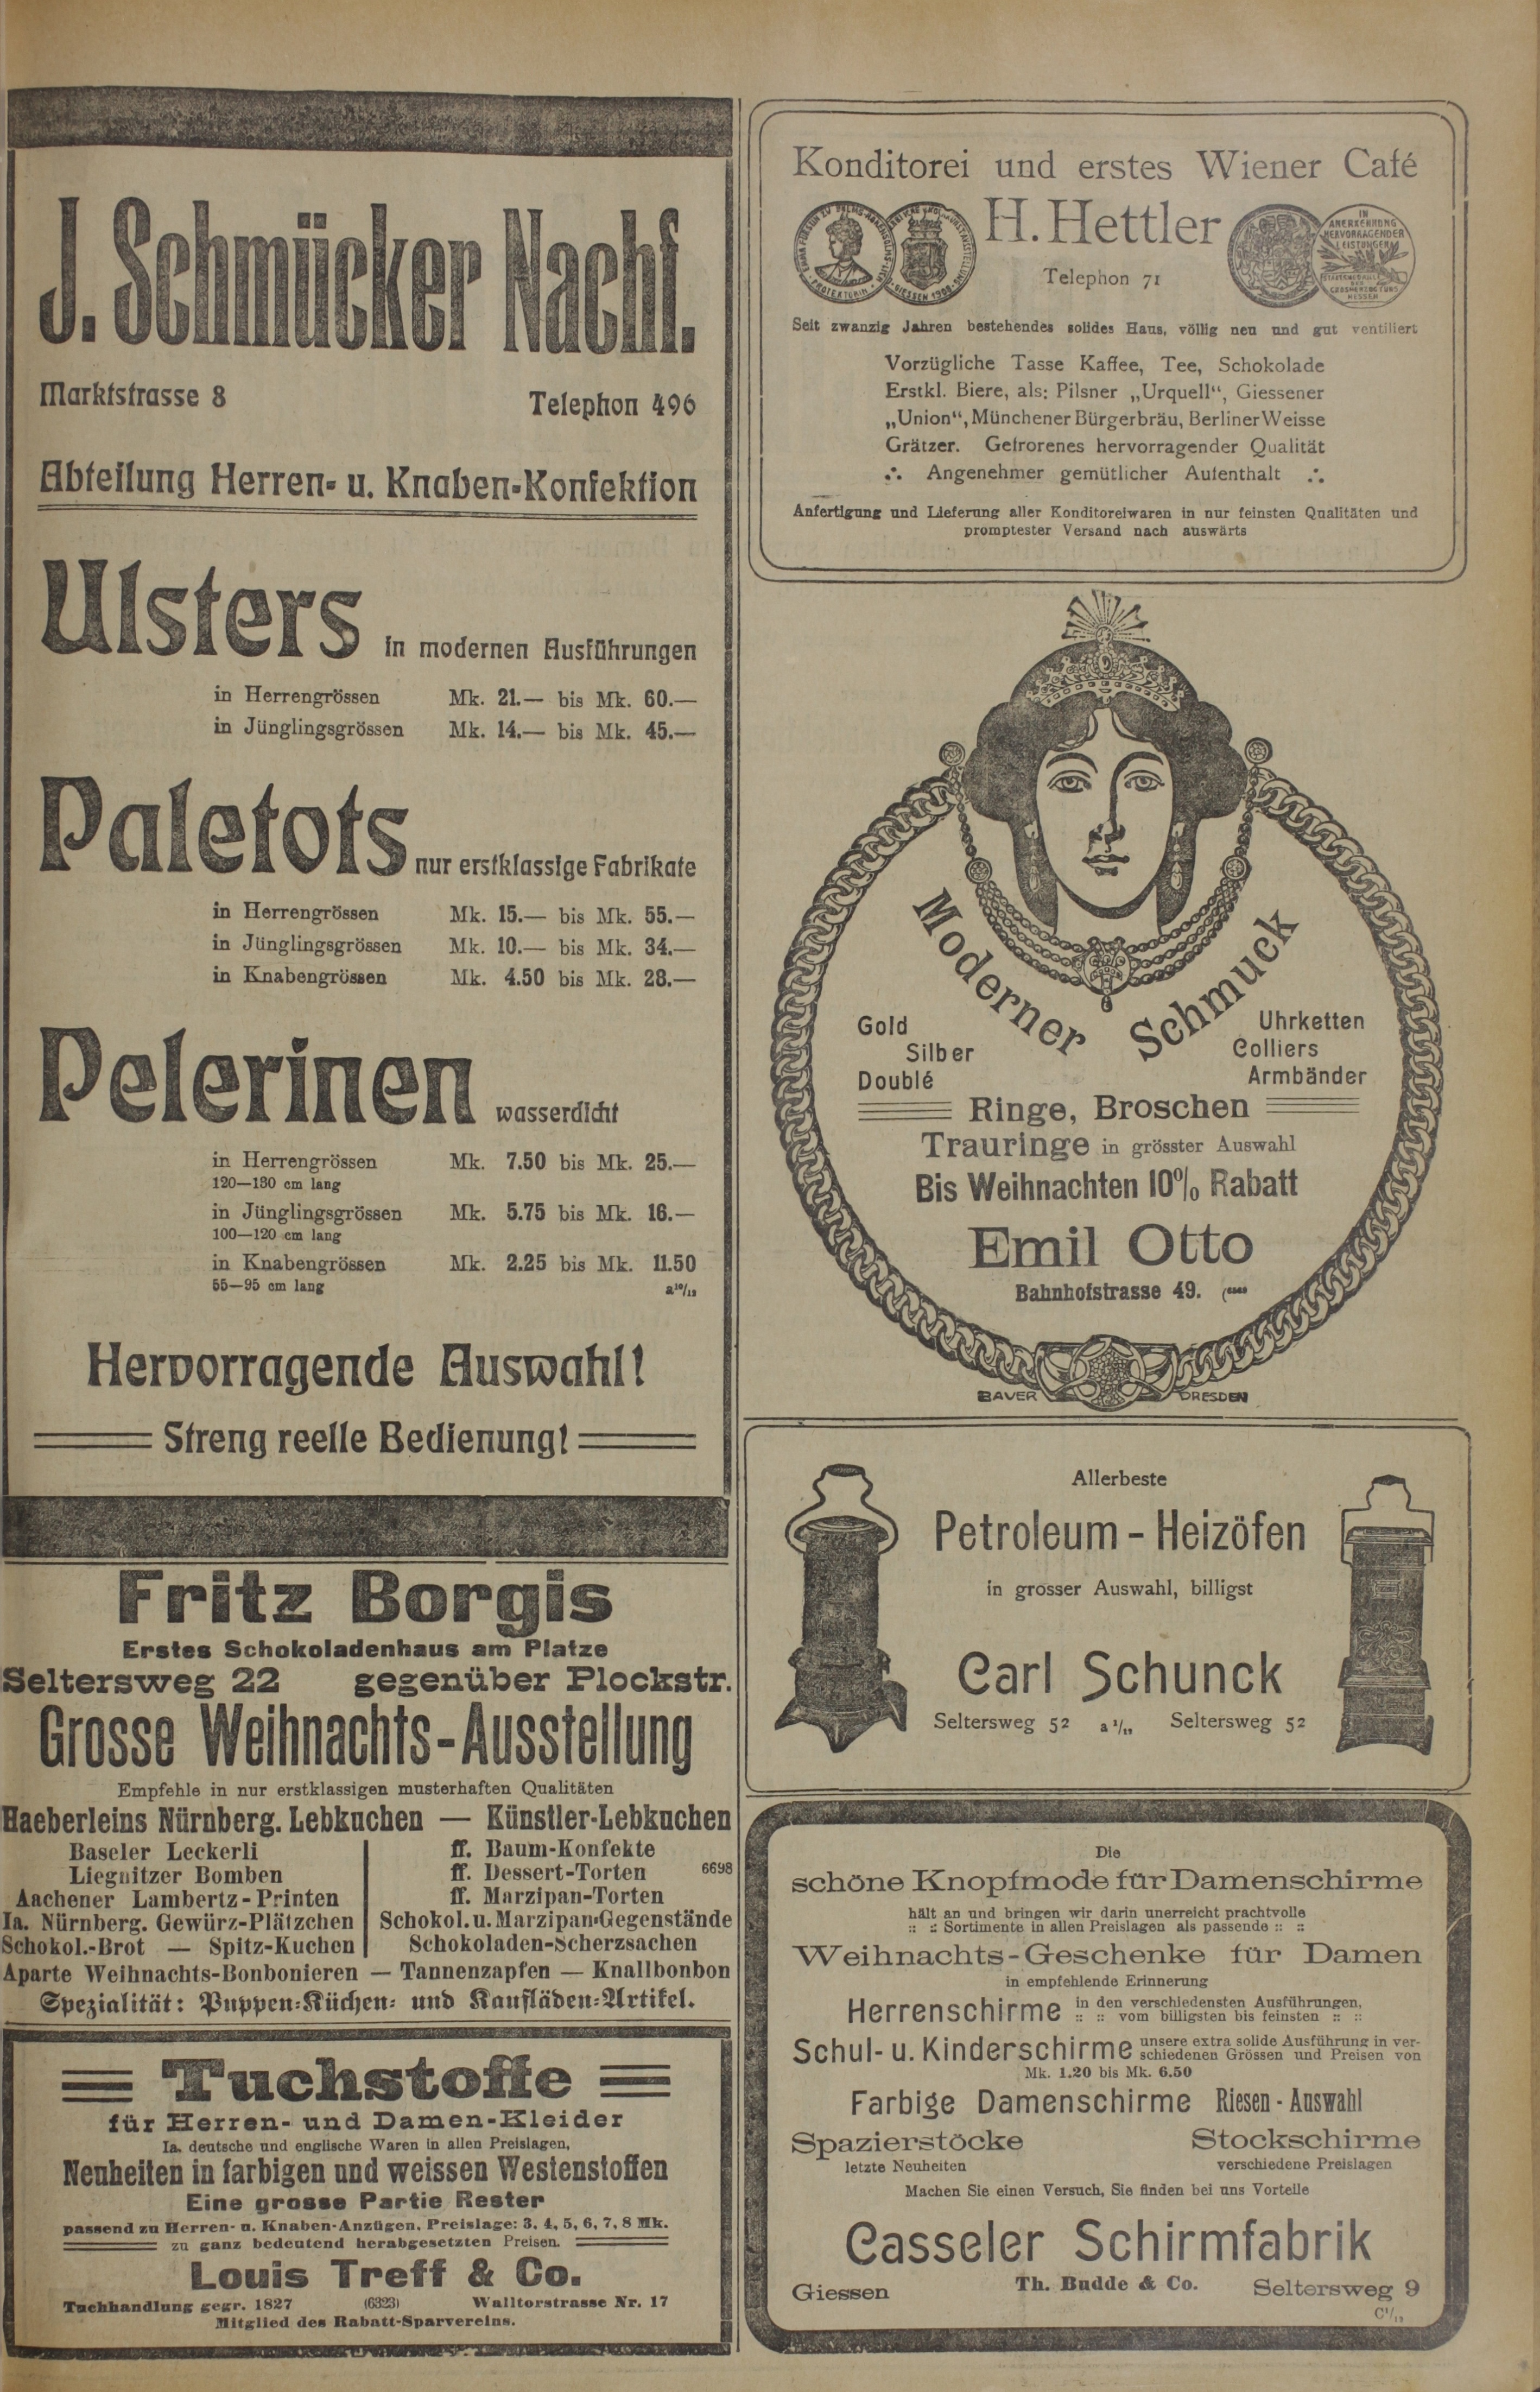 J. Schmücker Nachf.
Marktstrasse 8 Telephon 496
Abteilung Herren- u. Knaben-Konfektion
Ulsters in modernen Ausführungen
in Herrengrössen Mk. 21.— bis Mk. 60.—
in Jünglingsgrössen Mk. 14.— bis Mk. 45.—
Paletots nur erstklassige Fabrikate
in Herrengrössen Mk. 15.— bis Mk. 55.—
in Jünglingsgrössen Mk. 10.— bis Mk. 34.—
in Knabengrössen Mk. 4.50 bis Mk. 28.—
Pelerinen wasserdicht
in Herrengrössen Mk. 7.50 bis Mk. 25.—
120—130 cm lang
in Jünglingsgrössen Mk. 5.75 bis Mk. 16.—
100—120 cm lang
in Knabengrössen Mk. 2.25 bis Mk. 11.50
55—95 cm lang
Hervorragende Auswahl!
Streng reelle Bedienung!
Fritz Borgis
Erstes Schokoladenhaus am Platze
Seltersweg 22 gegenüber Plockstr.
Grosse Weihnachts-Ausstellung
Empfehle in nur erstklassigen musterhaften Qualitäten
Haeberleins Nürnberg. Lebkuchen — Künstler-Lebkuchen
Baseler Leckerli
Liegnitzer Bomben
Aachener Lambertz-Printen
Ia. Nürnberg. Gewürz-Plätzchen
Schokol.-Brot — Spitz-Kuchen
ff. Baum-Konfekte
ff. Dessert-Torten 6698
ff. Marzipan-Torten
Schokol. u. Marzipan-Gegenstände
Schokoladen-Scherzsachen
Aparte Weihnachts-Bonbonieren — Tannenzapfen — Knallbonbon
Spezialität: Puppen-Küchen- und Kaufläden-Artikel.
Tuchstoffe
für Herren- und Damen-Kleider
Ia. deutsche und englische Waren in allen Preislagen,
Neuheiten in farbigen und weissen Westenstoffen
Eine grosse Partie Rester
passend zu Herren- u. Knaben-Anzügen. Preislage: 3, 4, 5, 6, 7, 8 Mk.
zu ganz bedeutend herabgesetzten Preisen.
Louis Treff & Co.
Tuchhandlung gegr. 1827 (6323) Walltorstrasse Nr. 17
Mitglied des Rabatt-Sparvereins.
Konditorei und erstes Wiener Café
H. Hettler
Telephon 71
IN
ANERKENNUNG
HERVORRAGENDER
LEISTUNGEN
Seit zwanzig Jahren bestehendes solides Haus, völlig neu und gut ventiliert
Vorzügliche Tasse Kaffee, Tee, Schokolade
Erstkl. Biere, als: Pilsner „Urquell“, Giessener
„Union“, Münchener Bürgerbräu, Berliner Weisse
Grätzer. Gefrorenes hervorragender Qualität
∴ Angenehmer gemütlicher Aufenthalt ∴
Anfertigung und Lieferung aller Konditoreiwaren in nur feinsten Qualitäten und
promptester Versand nach auswärts
Moderner Schmuck
Gold
Silber
Doublé
Uhrketten
Colliers
Armbänder
Ringe, Broschen
Trauringe in grösster Auswahl
Bis Weihnachten 10% Rabatt
Emil Otto
Bahnhofstrasse 49.
BAVER DRESDEN
Allerbeste
Petroleum-Heizöfen
in grosser Auswahl, billigst
Carl Schunck
Seltersweg 52 Seltersweg 52
Die
schöne Knopfmode für Damenschirme
hält an und bringen wir darin unerreicht prachtvolle
:: :: Sortimente in allen Preislagen als passende :: ::
Weihnachts-Geschenke für Damen
in empfehlende Erinnerung
Herrenschirme in den verschiedensten Ausführungen,
:: :: vom billigsten bis feinsten :: ::
Schul- u. Kinderschirme unsere extra solide Ausführung in ver-
schiedenen Grössen und Preisen von
Mk. 1.20 bis Mk. 6.50
Farbige Damenschirme Riesen-Auswahl
Spazierstöcke Stockschirme
letzte Neuheiten verschiedene Preislagen
Machen Sie einen Versuch, Sie finden bei uns Vorteile
Casseler Schirmfabrik
Giessen Th. Budde & Co. Seltersweg 9